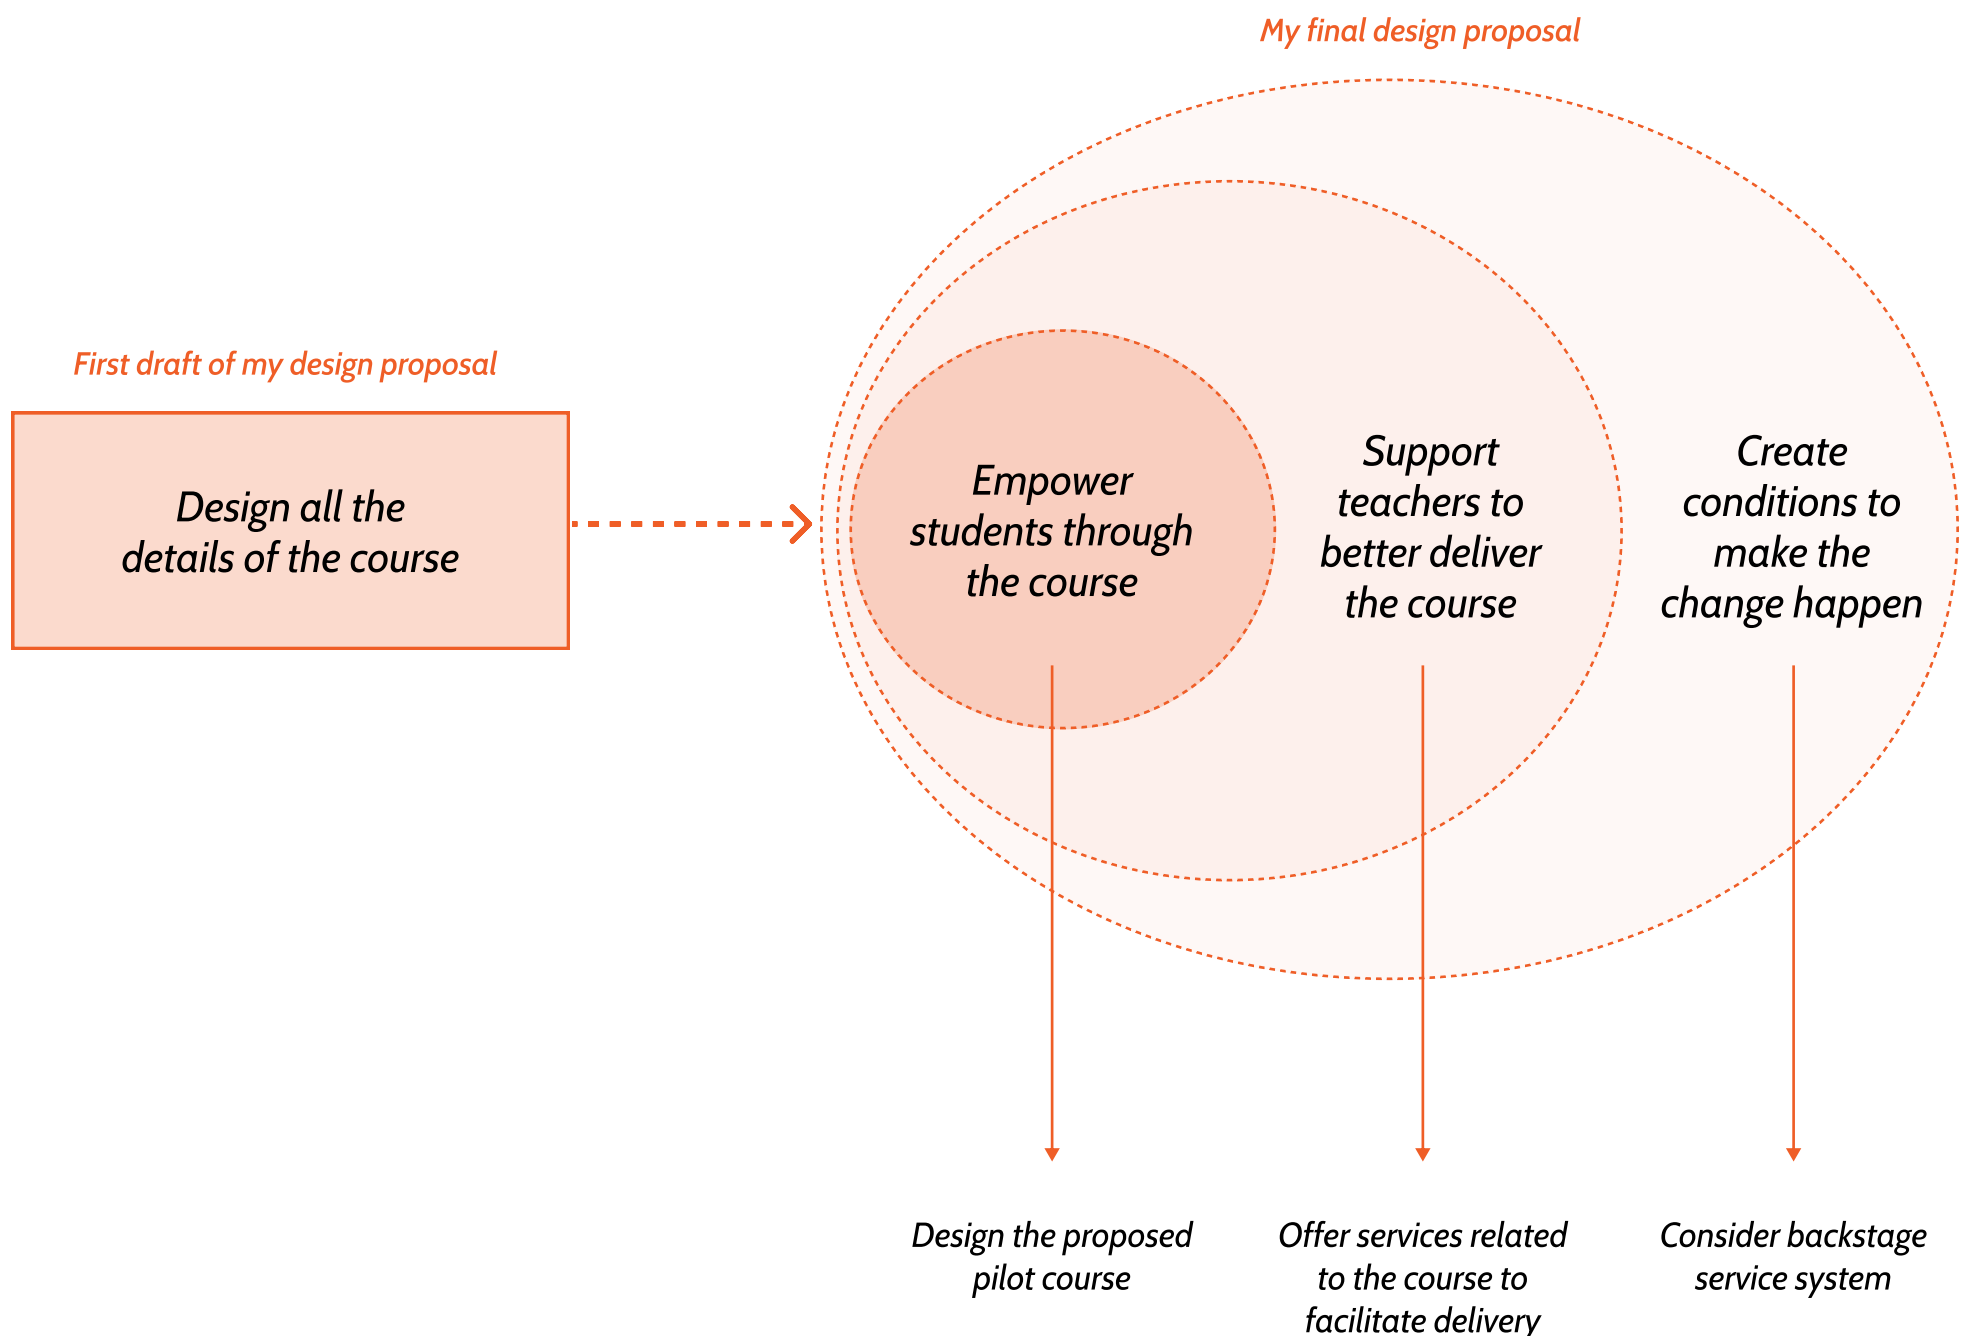 My final design proposal
First draft of my design proposal
Design all the
details of the course
Empower
students through
the course
Support
teachers to
better deliver
the course
Create
conditions to
make the
change happen
Design the proposed
pilot course
Offer services related
to the course to
facilitate delivery
Consider backstage
service system